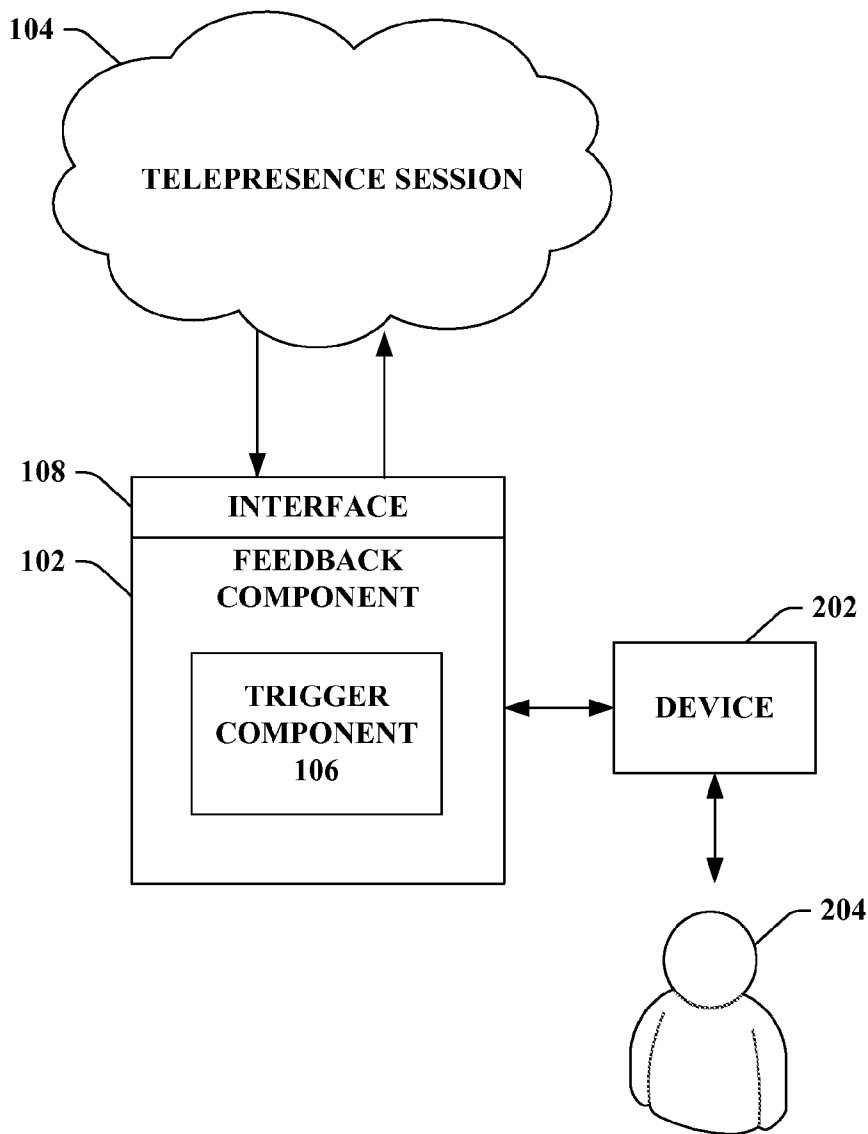 104
TELEPRESENCE SESSION
108
INTERFACE
102
FEEDBACK
COMPONENT
202
TRIGGER
COMPONENT
106
DEVICE
204